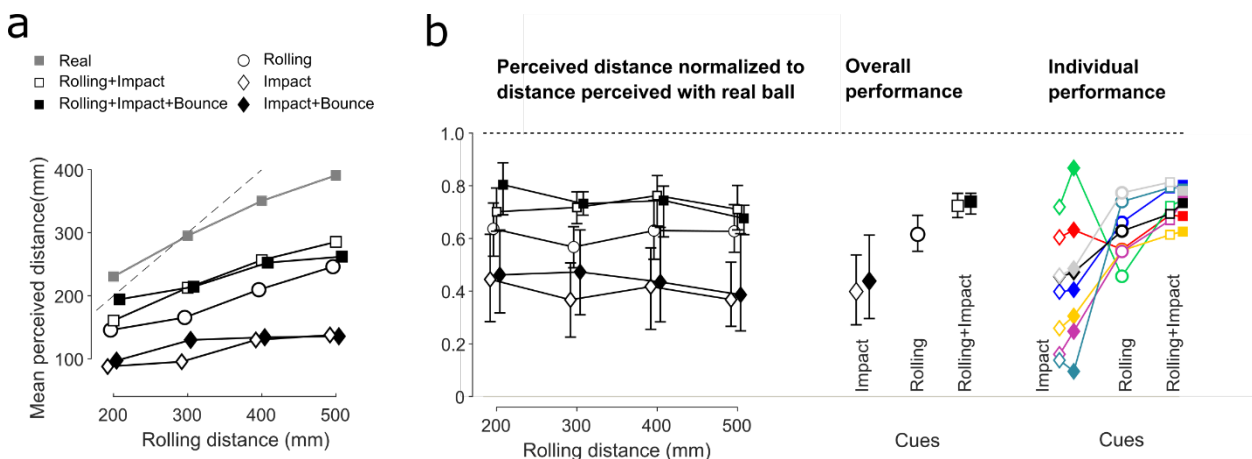 a
Real
Rolling
Rolling+Impact
Impact
Rolling+Impact+Bounce
Impact+Bounce
Mean perceived distance(mm)
400
300
200
100
200
300
400
500
Rolling distance (mm)
b
Perceived distance normalized to
distance perceived with real ball
Overall
performance
Individual
performance
1.0
0.8
0.6
0.4
0.2
0
200
300
400
500
Rolling distance (mm)
Impact
Rolling
Rolling+Impact
Cues
Impact
Rolling
Rolling+Impact
Cues